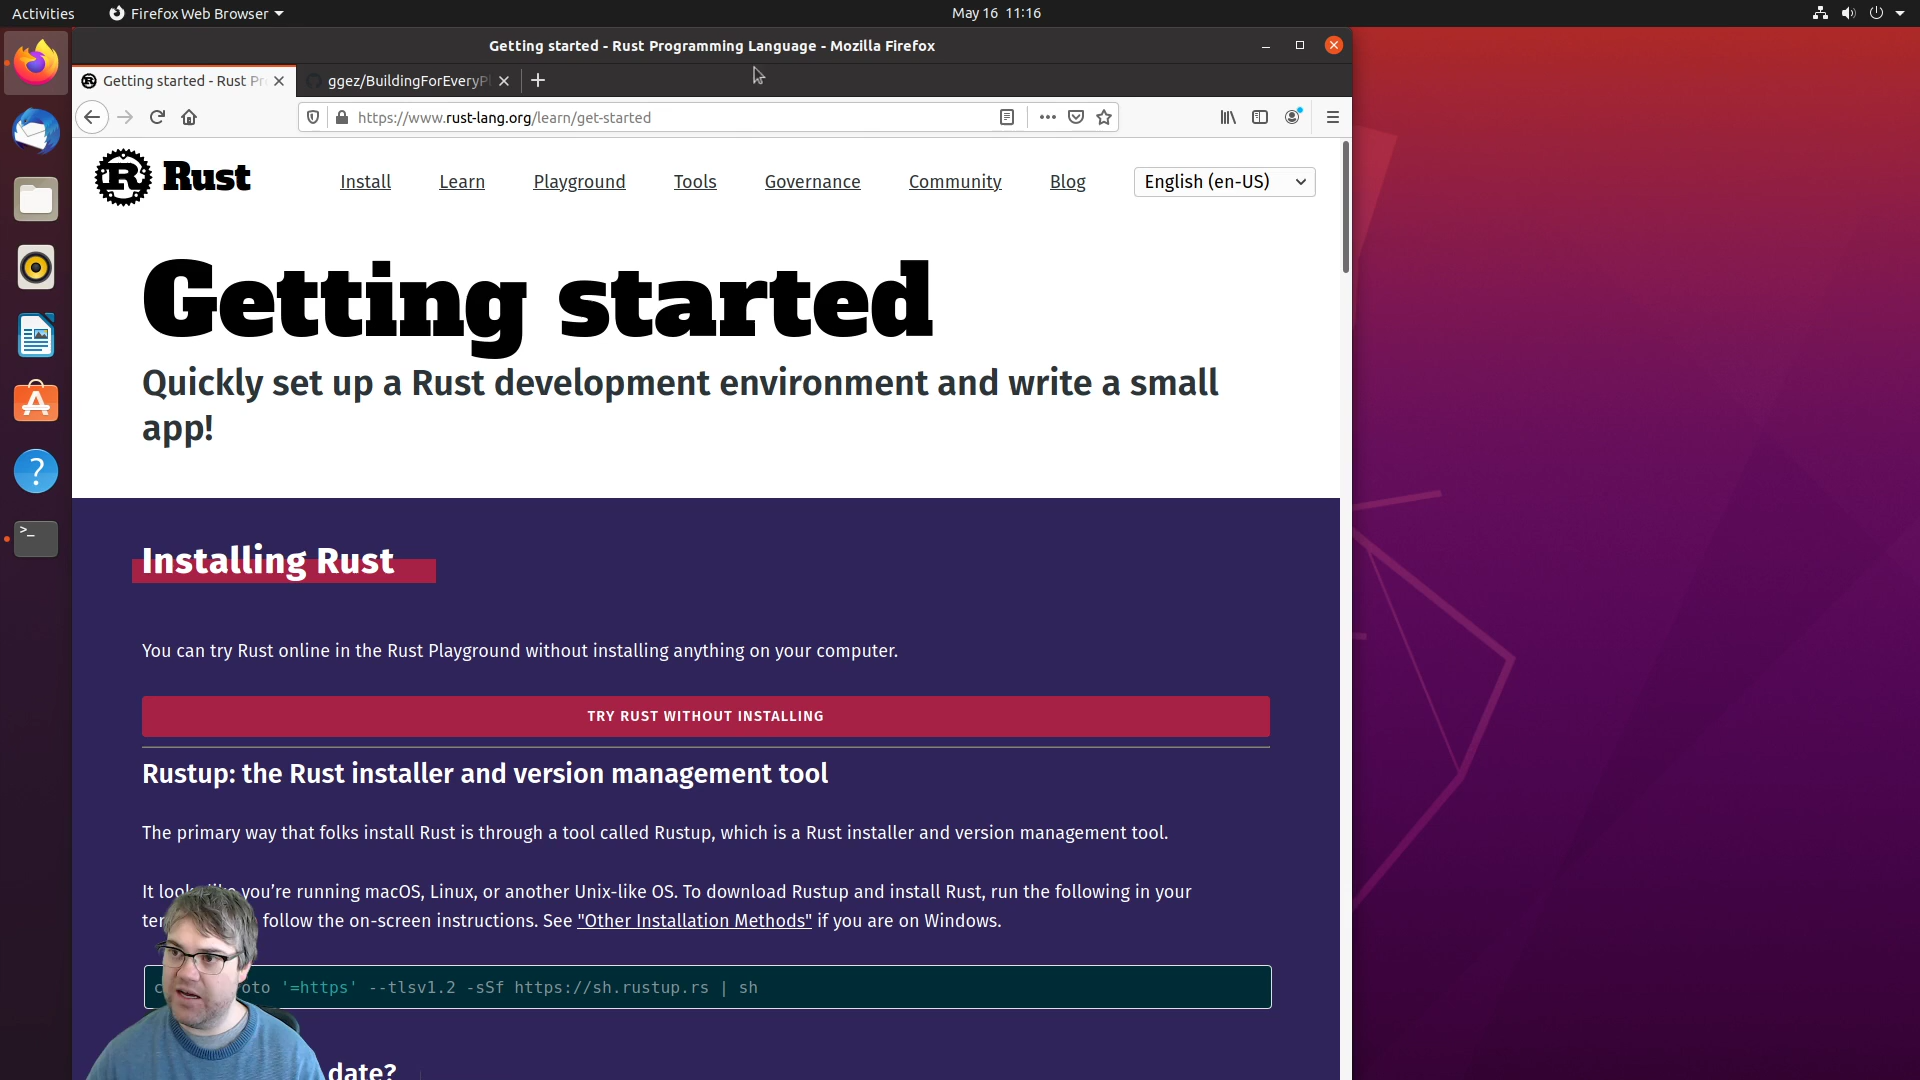 Activities
Firefox Web Browser
May 16 11:16
Getting started - Rust Programming Language - Mozilla Firefox
Getting started - Rust Pr
ggez/BuildingForEveryPl
https://www.rust-lang.org/learn/get-started
Rust
Install
Learn
Playground
Tools
Governance
Community
Blog
English (en-US)
Getting started
Quickly set up a Rust development environment and write a small
app!
Installing Rust
You can try Rust online in the Rust Playground without installing anything on your computer.
TRY RUST WITHOUT INSTALLING
Rustup: the Rust installer and version management tool
The primary way that folks install Rust is through a tool called Rustup, which is a Rust installer and version management tool.
It looks like you're running macOS, Linux, or another Unix-like OS. To download Rustup and install Rust, run the following in your
follow the on-screen instructions. See "Other Installation Methods" if you are on Windows.
'=https' --tlsv1.2 -sSf https://sh.rustup.rs | sh
date?